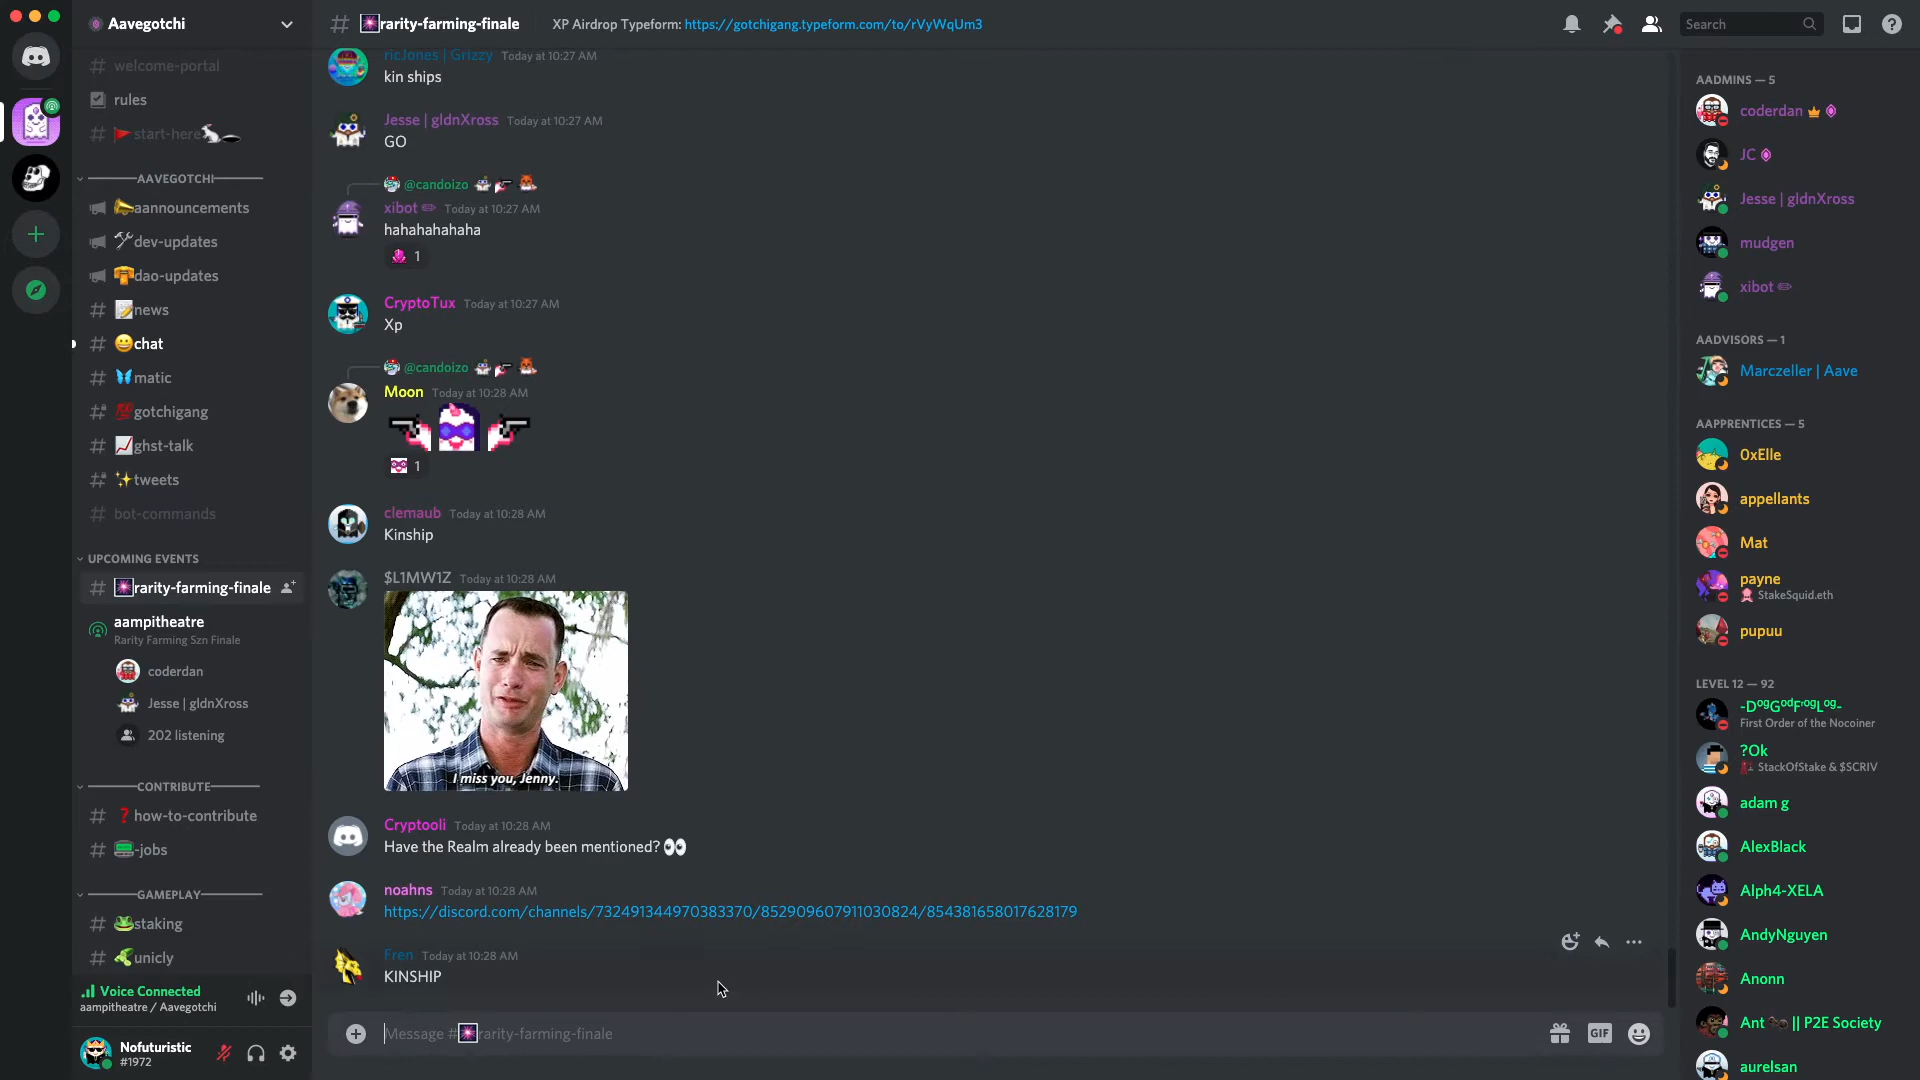 Aavegotchi
rarity-farming-finale
XP Airdrop Typeform: https://gotchigang.typeform.com/to/rVyWqUm3
Search
welcome-portal
rules
start-here
AAVEGOTCHI
aannouncements
dev-updates
dao-updates
news
chat
matic
gotchigang
ghst-talk
tweets
bot-commands
UPCOMING EVENTS
rarity-farming-finale
aampitheatre
Rarity Farming Szn Finale
coderdan
Jesse | gldnXross
202 listening
CONTRIBUTE
how-to-contribute
-jobs
GAMEPLAY
staking
unicly
Voice Connected
aampitheatre / Aavegotchi
Nofuturistic
#1972
ricJones | Grizzy Today at 10:27 AM
kin ships
Jesse | gldnXross Today at 10:27 AM
GO
@candoizo
xibot Today at 10:27 AM
hahahahahaha
1
CryptoTux Today at 10:27 AM
Xp
@candoizo
Moon Today at 10:28 AM
1
clemaub Today at 10:28 AM
Kinship
$L1MW1Z Today at 10:28 AM
I miss you, Jenny.
Cryptooli Today at 10:28 AM
Have the Realm already been mentioned? 👀
noahns Today at 10:28 AM
https://discord.com/channels/732491344970383370/852909607911030824/854381658017628179
Fren Today at 10:28 AM
KINSHIP
Message # rarity-farming-finale
GIF
AADMINS — 5
coderdan
JC
Jesse | gldnXross
mudgen
xibot
AADVISORS — 1
Marczeller | Aave
AAPPRENTICES — 5
0xElle
appellants
Mat
payne
StakeSquid.eth
pupuu
LEVEL 12 — 92
-DᵒᵍGᵒᵈFʳᵒᵍLᵒᵍ-
First Order of the Nocoiner
?Ok
StackOfStake & $SCRIV
adam g
AlexBlack
Alph4-XELA
AndyNguyen
Anonn
Ant || P2E Society
aurelsan